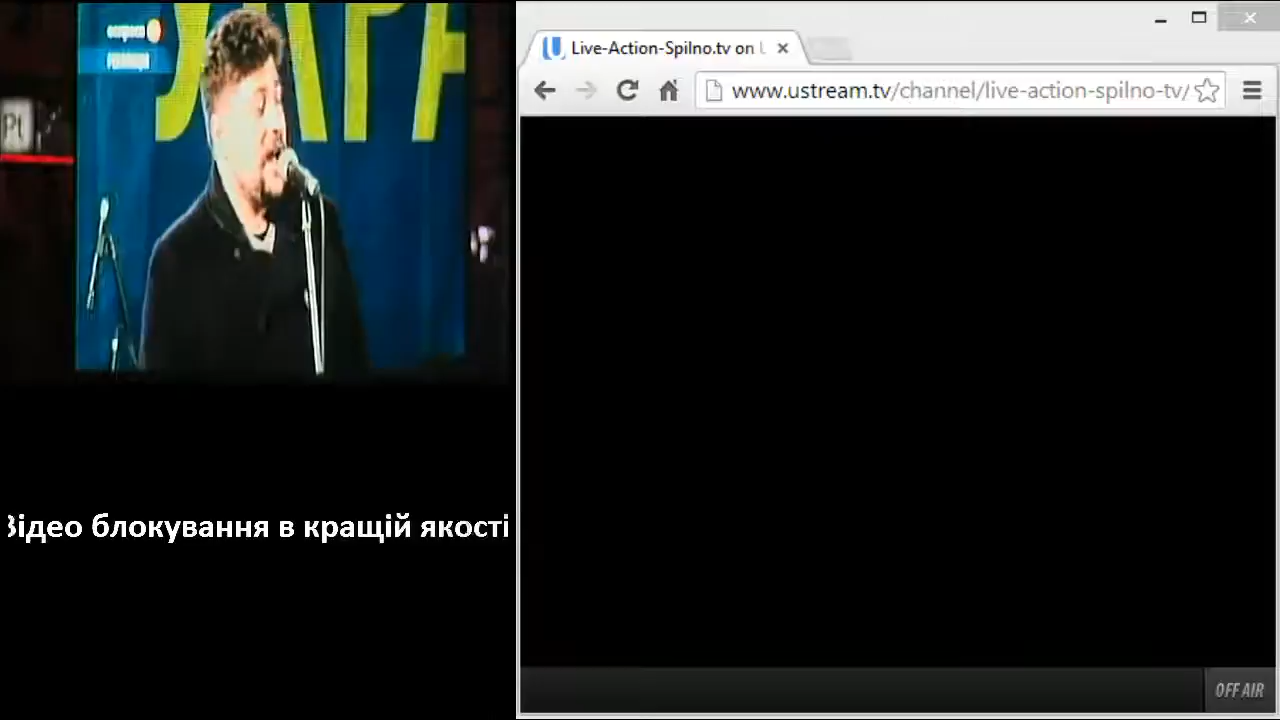 УКРА
Live-Action-Spilno.tv on
www.ustream.tv/channel/live-action-spilno-tv/
Відео блокування в кращій якості
OFF AIR